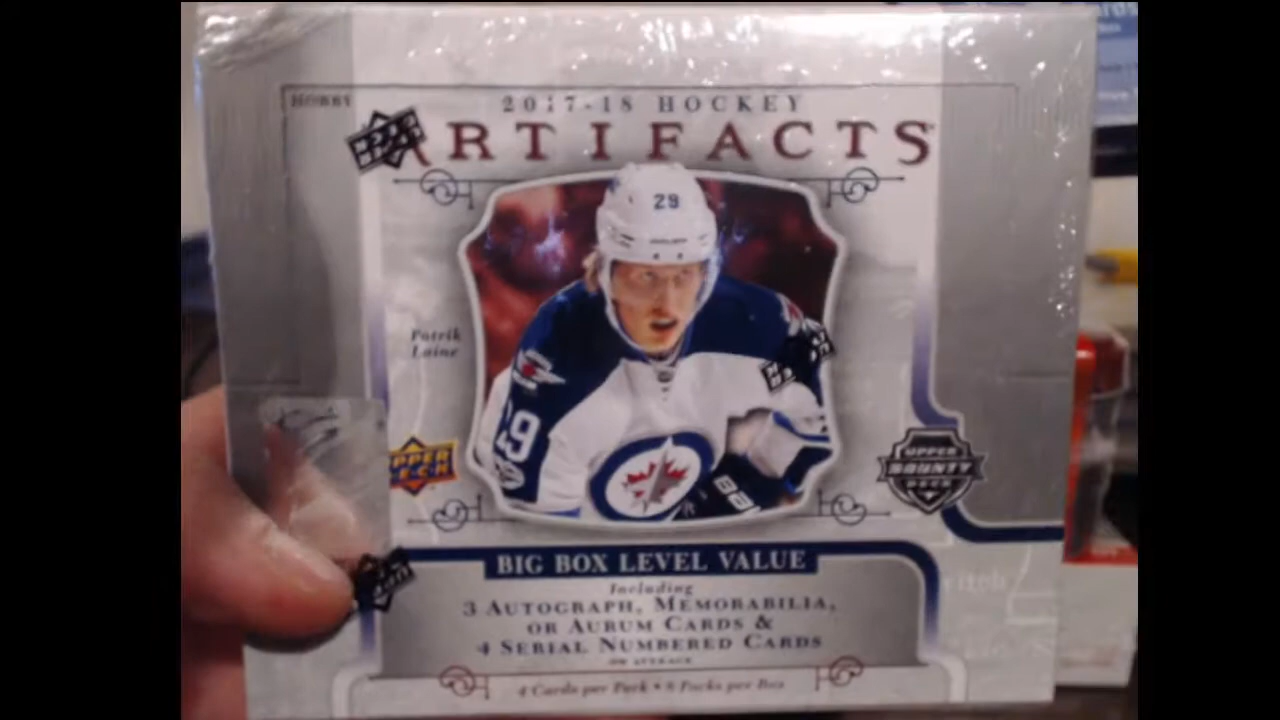 HOBBY
2017-18 HOCKEY
ARTIFACTS
29
Patrik
Laine
29
UPPER
DECK
UPPER
BOUNTY
DECK
BIG BOX LEVEL VALUE
Including
3 AUTOGRAPH, MEMORABILIA,
OR AURUM CARDS &
4 SERIAL NUMBERED CARDS
ON AVERAGE
4 Cards per Pack • 8 Packs per Box